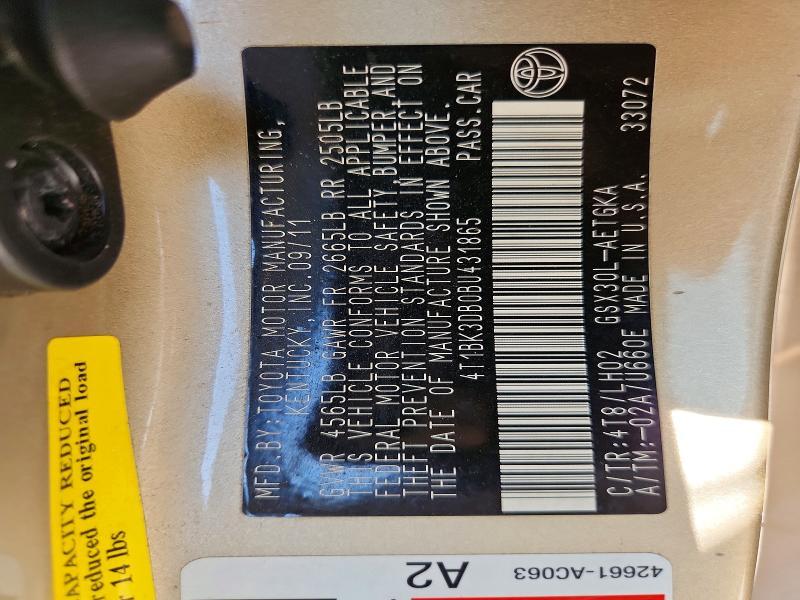 MFD.BY:TOYOTA MOTOR MANUFACTURING,
KENTUCKY, INC. 09/11
GVWR 4565LB GAWR FR 2665LB RR 2505LB
THIS VEHICLE CONFORMS TO ALL APPLICABLE
FEDERAL MOTOR VEHICLE SAFETY, BUMPER, AND
THEFT PREVENTION STANDARDS IN EFFECT ON
THE DATE OF MANUFACTURE SHOWN ABOVE.
4T1BK3DB0BU431865 PASS.CAR
C/TR:4T8/LH02 GSX30L-AETGKA
A/TM:-02A/U660E MADE IN U.S.A. 33072
CAPACITY REDUCED
reduced the original load
14 lbs
42661-AC063
A2